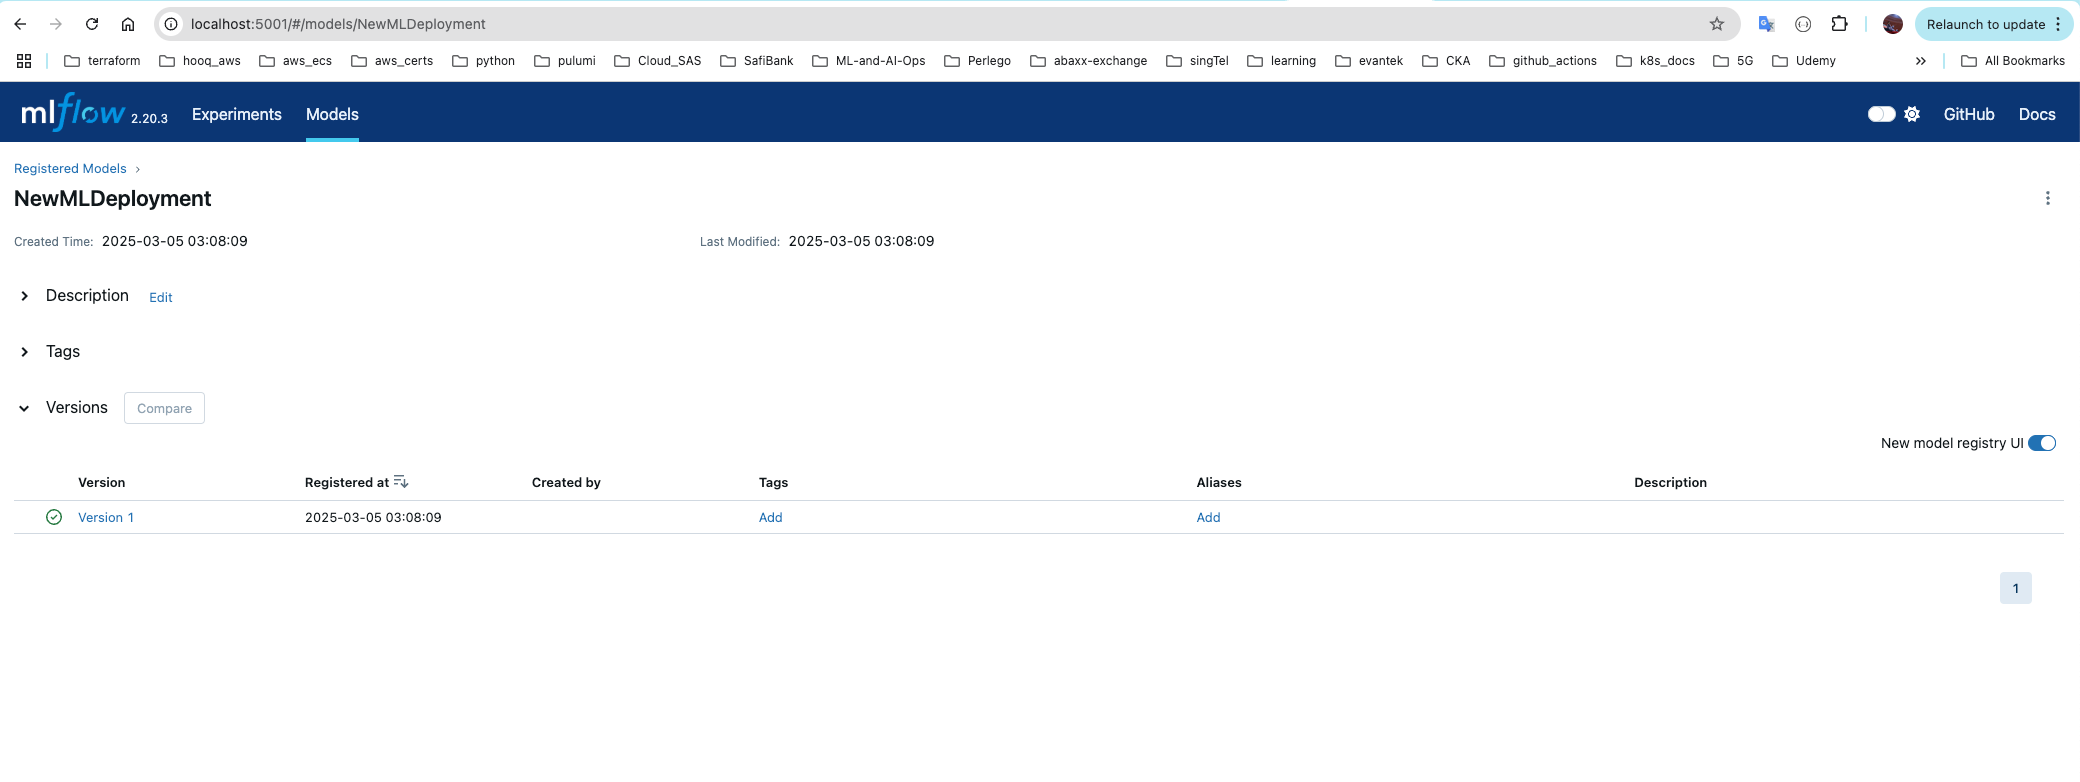 localhost:5001/#/models/NewMLDeployment
Relaunch to update
terraform hooq_aws aws_ecs aws_certs python pulumi Cloud_SAS SafiBank ML-and-AI-Ops Perlego abaxx-exchange singTel learning evantek CKA github_actions k8s_docs 5G Udemy » All Bookmarks
mlflow 2.20.3 Experiments Models GitHub Docs
Registered Models ›
NewMLDeployment
Created Time: 2025-03-05 03:08:09 Last Modified: 2025-03-05 03:08:09
Description Edit
Tags
Versions Compare
New model registry UI
Version Registered at Created by Tags Aliases Description
Version 1 2025-03-05 03:08:09 Add Add
1